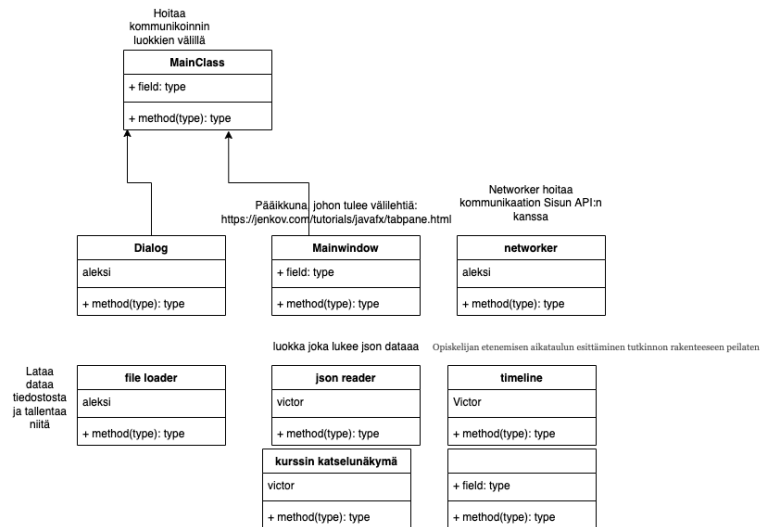 Hoitaa
kommunikoinnin
luokkien välillä
MainClass
+ field: type
+ method(type): type
Pääikkuna, johon tulee välilehtiä:
https://jenkov.com/tutorials/javafx/tabpane.html
Networker hoitaa
kommunikaation Sisun API:n
kanssa
Dialog
aleksi
+ method(type): type
Mainwindow
+ field: type
+ method(type): type
networker
aleksi
+ method(type): type
Lataa
dataa
tiedostosta
ja tallentaa
niitä
file loader
aleksi
+ method(type): type
luokka joka lukee json dataaa
json reader
victor
+ method(type): type
Opiskelijan etenemisen aikataulun esittäminen tutkinnon rakenteeseen peilaten
timeline
Victor
+ method(type): type
kurssin katselunäkymä
victor
+ method(type): type
+ field: type
+ method(type): type